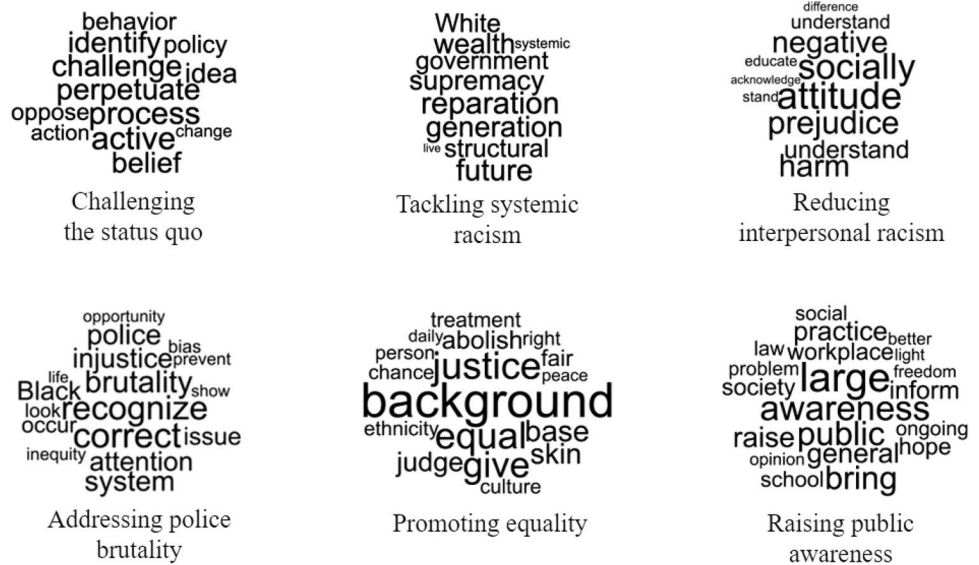 behavior
identify policy
challenge idea
perpetuate
oppose process
action active change
belief
Challenging
the status quo
White
wealth systemic
government
supremacy
reparation
generation
live structural
future
Tackling systemic
racism
difference
understand
negative
educate socially
acknowledge
stand attitude
prejudice
understand
harm
Reducing
interpersonal racism
opportunity
police
bias
injustice prevent
life brutality show
Black
look recognize
occur correct issue
inequity attention
system
Addressing police
brutality
treatment
daily abolish right
person justice fair
chance peace
background
ethnicity equal base
judge give skin
culture
Promoting equality
social
practice better
law workplace light
problem large freedom
society inform
awareness
raise public ongoing
opinion general hope
school bring
Raising public
awareness